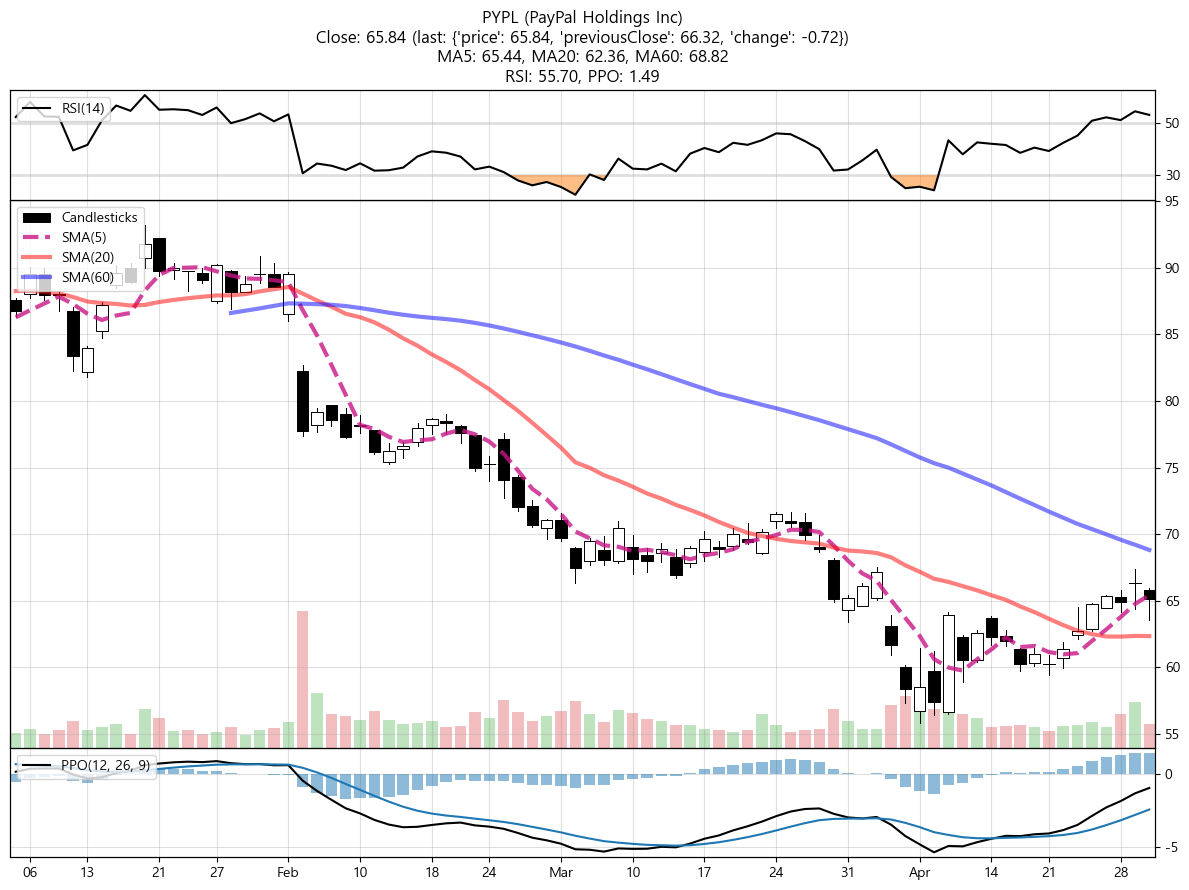 PYPL (PayPal Holdings Inc)
Close: 65.84 (last: {'price': 65.84, 'previousClose': 66.32, 'change': -0.72})
MA5: 65.44, MA20: 62.36, MA60: 68.82
RSI: 55.70, PPO: 1.49
RSI(14)
50
30
95
Candlesticks
SMA(5)
SMA(20)
SMA(60)
90
85
80
75
70
65
60
55
PPO(12, 26, 9)
0
-5
06 13 21 27 Feb 10 18 24 Mar 10 17 24 31 Apr 14 21 28